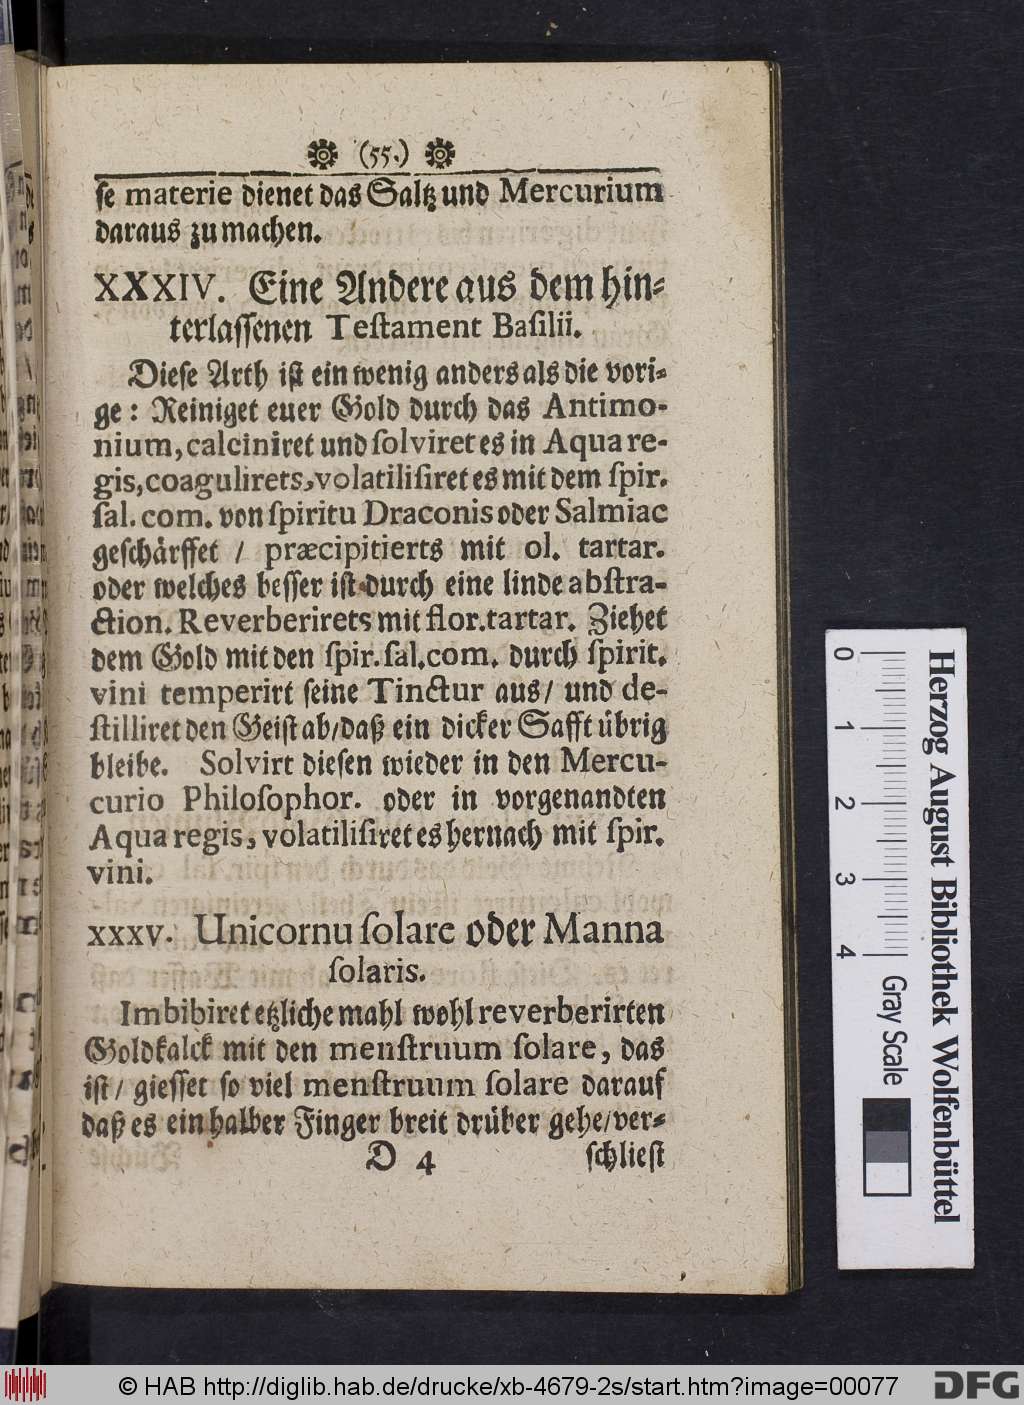 (55.)
ſe materie dienet das Saltz und Mercurium
daraus zu machen.
XXXIV. Eine Andere aus dem hin-
terlaſſenen Teſtament Baſilii.
Dieſe Arth iſt ein wenig anders als die vori-
ge: Reiniget euer Gold durch das Antimo-
nium, calciniret und ſolviret es in Aqua re-
gis, coagulirets, volatiliſiret es mit dem ſpir.
ſal. com. von ſpiritu Draconis oder Salmiac
geſchärffet / præcipitierts mit ol. tartar.
oder welches beſſer iſt durch eine linde abſtra-
ction. Reverberirets mit flor. tartar. Ziehet
dem Gold mit den ſpir. ſal. com. durch ſpirit.
vini temperirt ſeine Tinctur aus / und de-
ſtilliret den Geiſt ab / daß ein dicker Safft übrig
bleibe. Solvirt dieſen wieder in den Mercu-
curio Philoſophor. oder in vorgenandten
Aqua regis, volatiliſiret es hernach mit ſpir.
vini.
XXXV. Unicornu ſolare oder Manna
ſolaris.
Imbibiret etzliche mahl wohl reverberirten
Goldkalck mit den menſtruum ſolare, das
iſt / gieſſet ſo viel menſtruum ſolare darauf
daß es ein halber Finger breit drüber gehe / ver-
D 4 ſchlieſt
0 1 2 3 4
Herzog August Bibliothek Wolfenbüttel
Gray Scale
© HAB http://diglib.hab.de/drucke/xb-4679-2s/start.htm?image=00077
DFG